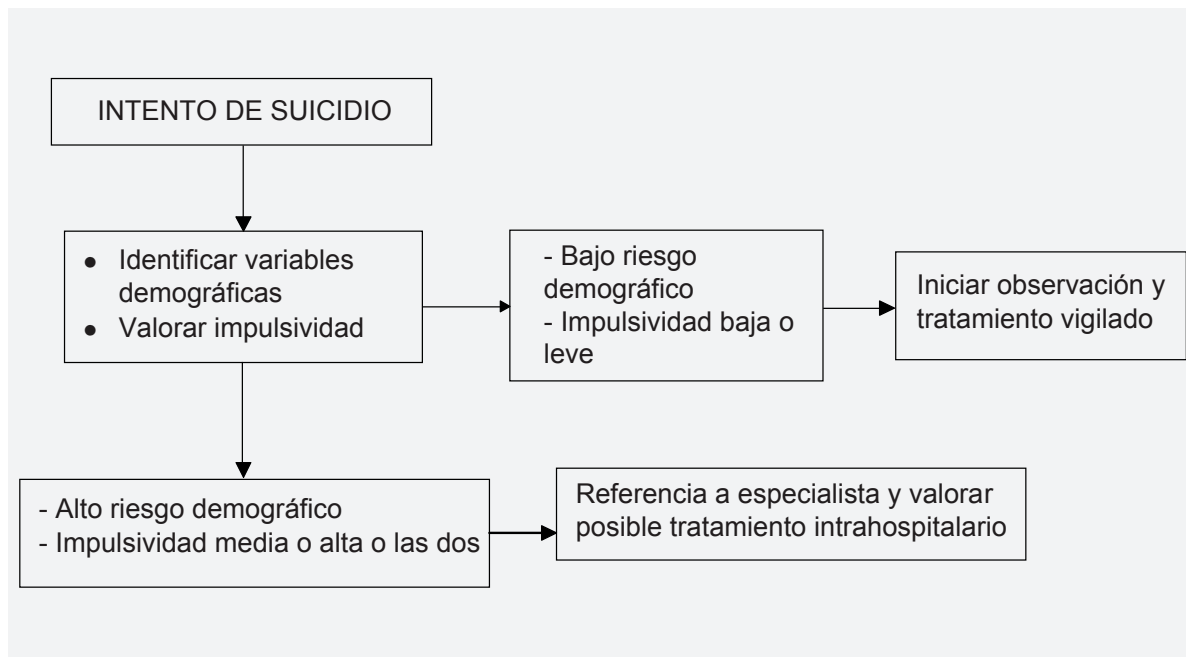 INTENTO DE SUICIDIO
● Identificar variables
demográficas
● Valorar impulsividad
- Bajo riesgo
demográfico
- Impulsividad baja o
leve
Iniciar observación y
tratamiento vigilado
- Alto riesgo demográfico
- Impulsividad media o alta o las dos
Referencia a especialista y valorar
posible tratamiento intrahospitalario